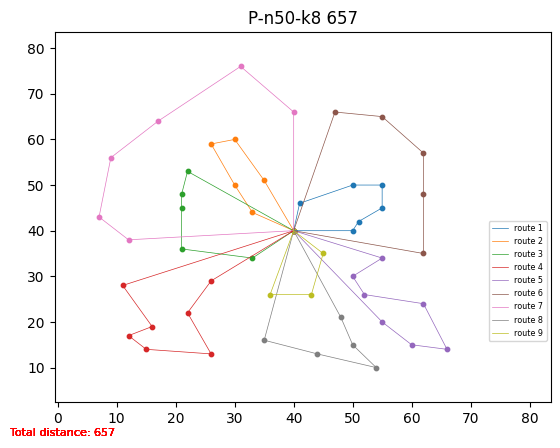 P-n50-k8 657
80
70
60
50
40
30
20
10
0 10 20 30 40 50 60 70 80
route 1
route 2
route 3
route 4
route 5
route 6
route 7
route 8
route 9
Total distance: 657